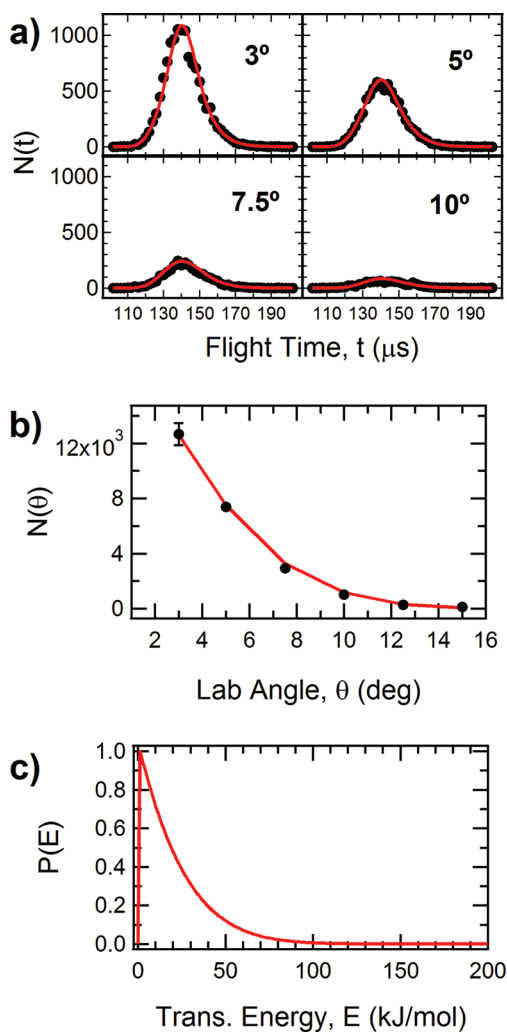 a)
1000
500
0
N(t)
3º
5º
1000
500
0
7.5º
10º
110 130 150 170 190 110 130 150 170 190
Flight Time, t (μs)
b)
12x10³
8
4
0
N(θ)
2 4 6 8 10 12 14 16
Lab Angle, θ (deg)
c)
1.0
0.8
0.6
0.4
0.2
0.0
P(E)
0 50 100 150 200
Trans. Energy, E (kJ/mol)